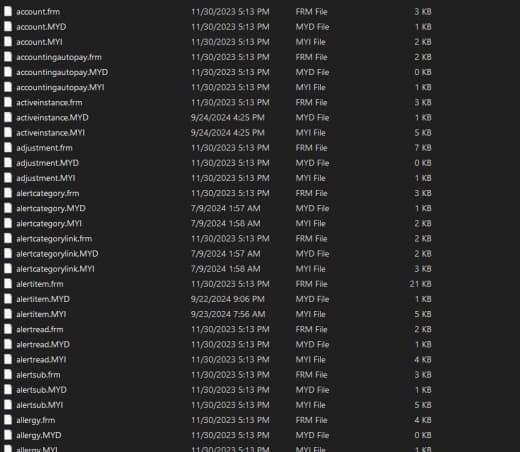 account.frm 11/30/2023 5:13 PM FRM File 3 KB
account.MYD 11/30/2023 5:13 PM MYD File 1 KB
account.MYI 11/30/2023 5:13 PM MYI File 2 KB
accountingautopay.frm 11/30/2023 5:13 PM FRM File 2 KB
accountingautopay.MYD 11/30/2023 5:13 PM MYD File 0 KB
accountingautopay.MYI 11/30/2023 5:13 PM MYI File 1 KB
activeinstance.frm 11/30/2023 5:13 PM FRM File 3 KB
activeinstance.MYD 9/24/2024 4:25 PM MYD File 1 KB
activeinstance.MYI 9/24/2024 4:25 PM MYI File 5 KB
adjustment.frm 11/30/2023 5:13 PM FRM File 7 KB
adjustment.MYD 11/30/2023 5:13 PM MYD File 0 KB
adjustment.MYI 11/30/2023 5:13 PM MYI File 1 KB
alertcategory.frm 11/30/2023 5:13 PM FRM File 3 KB
alertcategory.MYD 7/9/2024 1:57 AM MYD File 1 KB
alertcategory.MYI 7/9/2024 1:58 AM MYI File 2 KB
alertcategorylink.frm 11/30/2023 5:13 PM FRM File 2 KB
alertcategorylink.MYD 7/9/2024 1:57 AM MYD File 2 KB
alertcategorylink.MYI 7/9/2024 1:58 AM MYI File 3 KB
alertitem.frm 11/30/2023 5:13 PM FRM File 21 KB
alertitem.MYD 9/22/2024 9:06 PM MYD File 1 KB
alertitem.MYI 9/23/2024 7:56 AM MYI File 5 KB
alertread.frm 11/30/2023 5:13 PM FRM File 2 KB
alertread.MYD 11/30/2023 5:13 PM MYD File 1 KB
alertread.MYI 11/30/2023 5:13 PM MYI File 4 KB
alertsub.frm 11/30/2023 5:13 PM FRM File 3 KB
alertsub.MYD 11/30/2023 5:13 PM MYD File 1 KB
alertsub.MYI 11/30/2023 5:13 PM MYI File 5 KB
allergy.frm 11/30/2023 5:13 PM FRM File 4 KB
allergy.MYD 11/30/2023 5:13 PM MYD File 0 KB
allergy.MYI 11/30/2023 5:13 PM MYI File 1 KB